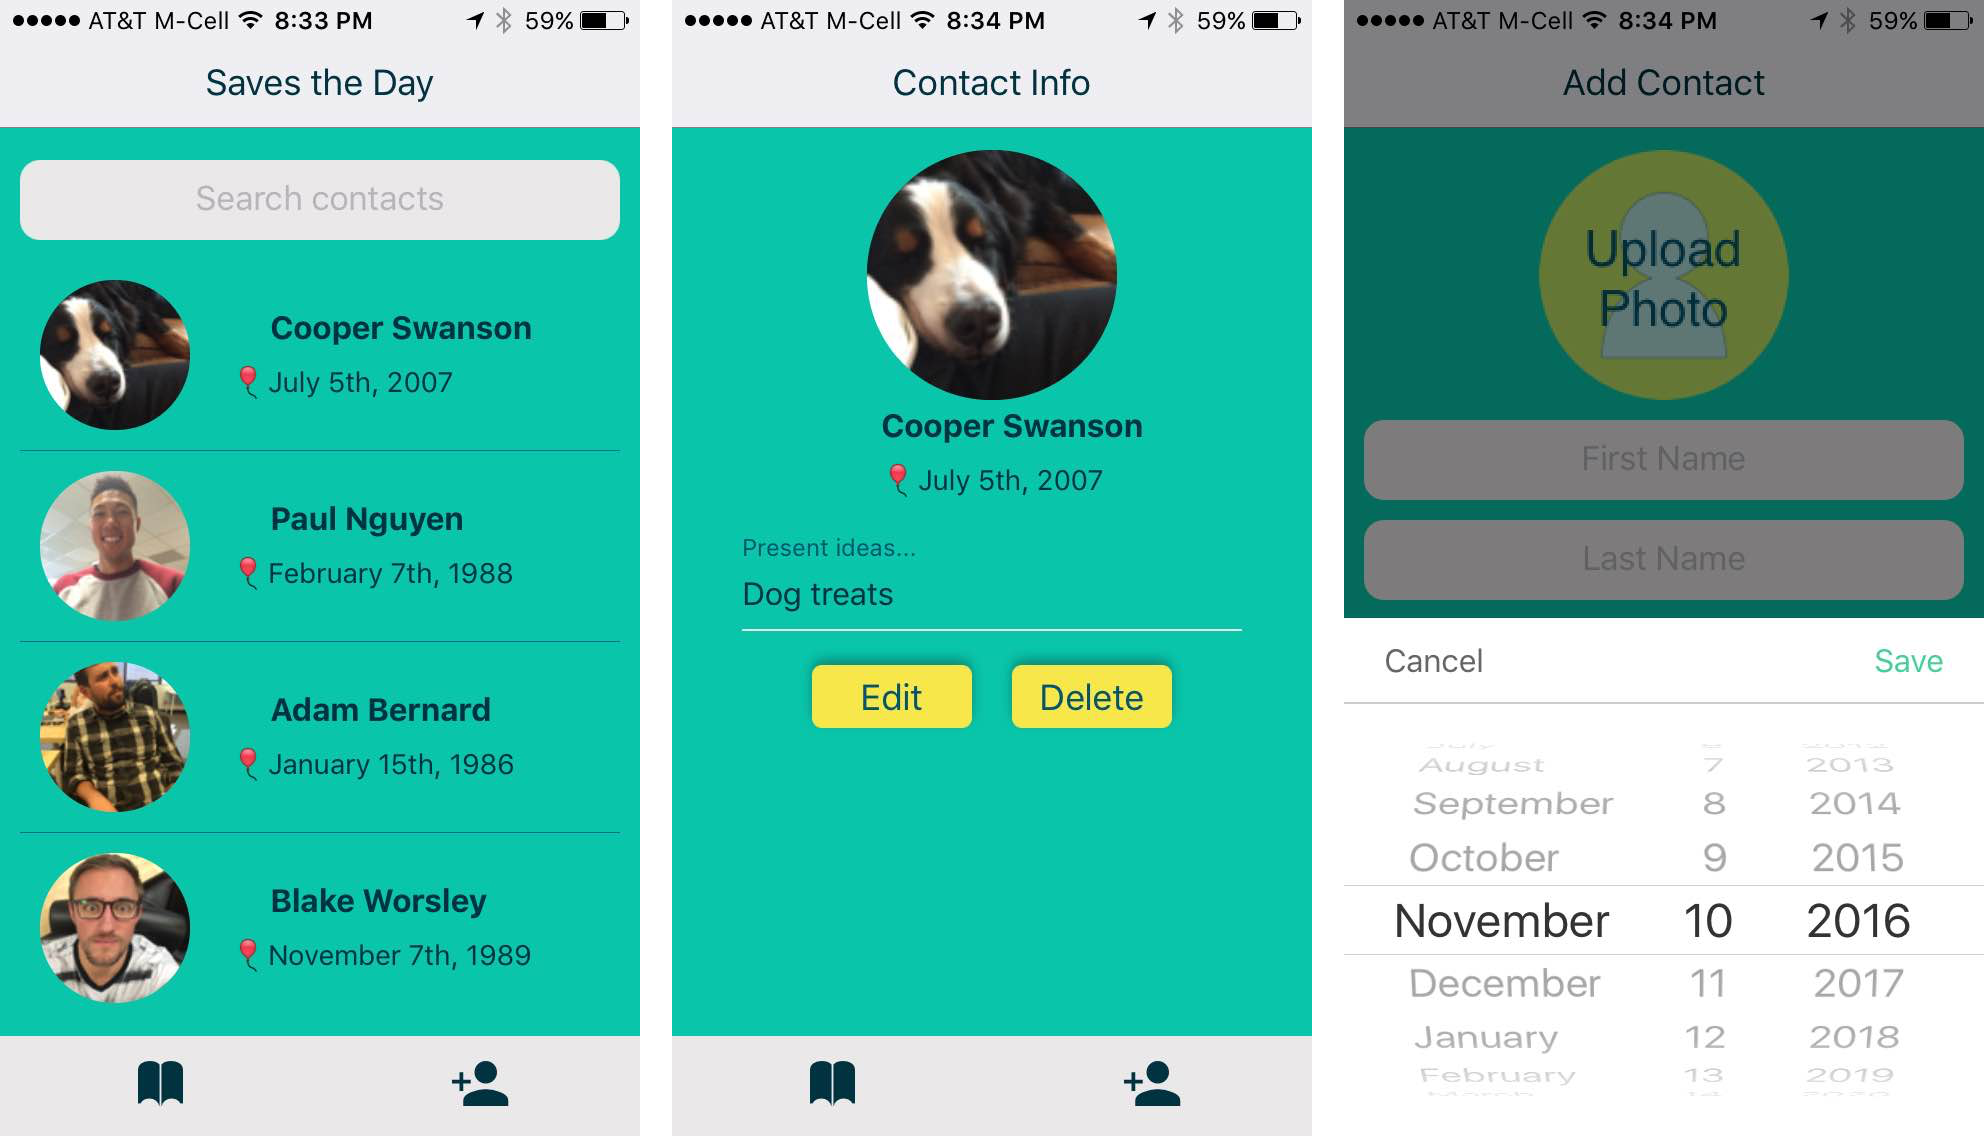 AT&T M-Cell 8:33 PM 59%
Saves the Day
Search contacts
Cooper Swanson
July 5th, 2007
Paul Nguyen
February 7th, 1988
Adam Bernard
January 15th, 1986
Blake Worsley
November 7th, 1989
AT&T M-Cell 8:34 PM 59%
Contact Info
Cooper Swanson
July 5th, 2007
Present ideas...
Dog treats
Edit Delete
AT&T M-Cell 8:34 PM 59%
Add Contact
Upload
Photo
First Name
Last Name
Cancel Save
August 7 2013
September 8 2014
October 9 2015
November 10 2016
December 11 2017
January 12 2018
February 13 2019